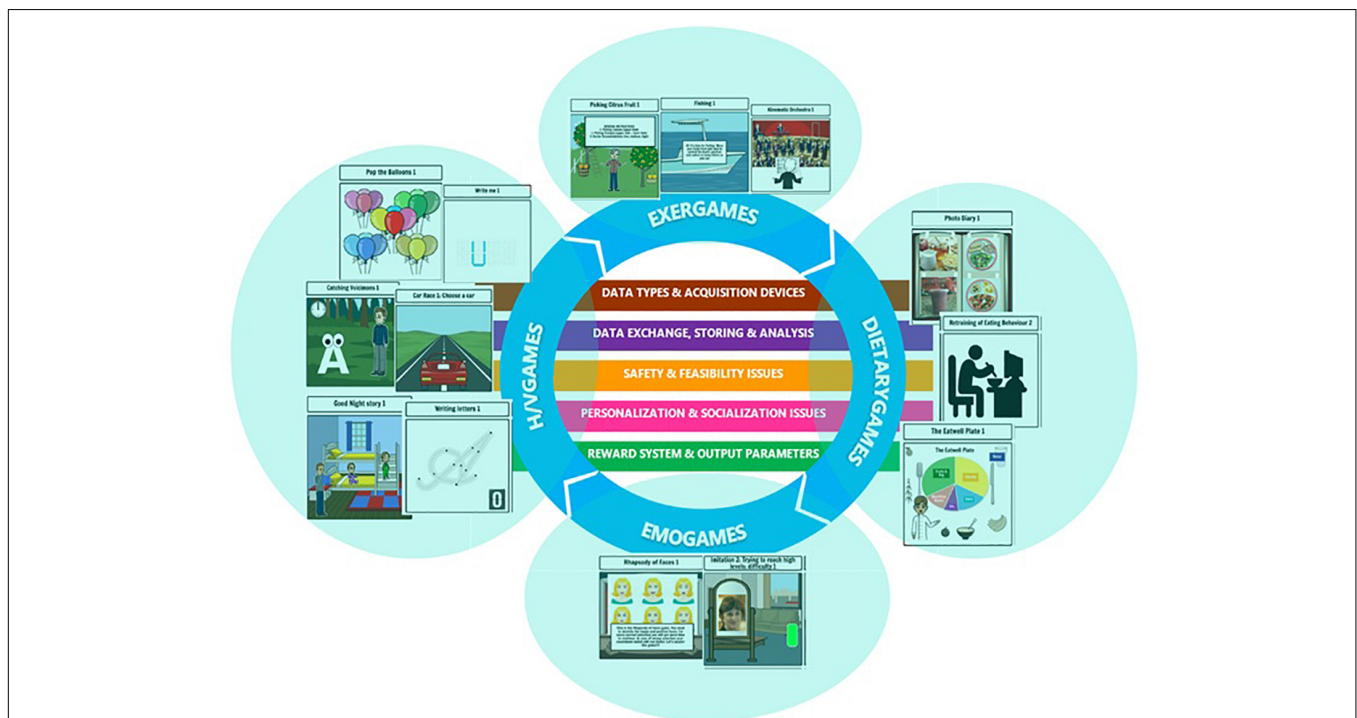 Picking Citrus Fruit 1
Fishing 1
Kinematic Orchestra 1
EXERGAMES
Pop the Balloons 1
Write me 1
U
Catching Voicimons 1
Car Race 1: Choose a car
Good Night story 1
Writing letters 1
H/VGAMES
DATA TYPES & ACQUISITION DEVICES
DATA EXCHANGE, STORING & ANALYSIS
SAFETY & FEASIBILITY ISSUES
PERSONALIZATION & SOCIALIZATION ISSUES
REWARD SYSTEM & OUTPUT PARAMETERS
DIETARYGAMES
Photo Diary 1
Retraining of Eating Behaviour 2
The Eatwell Plate 1
The Eatwell Plate
EMOGAMES
Rhapsody of Faces 1
Imitation 2: Trying to reach high
levels: difficulty 1